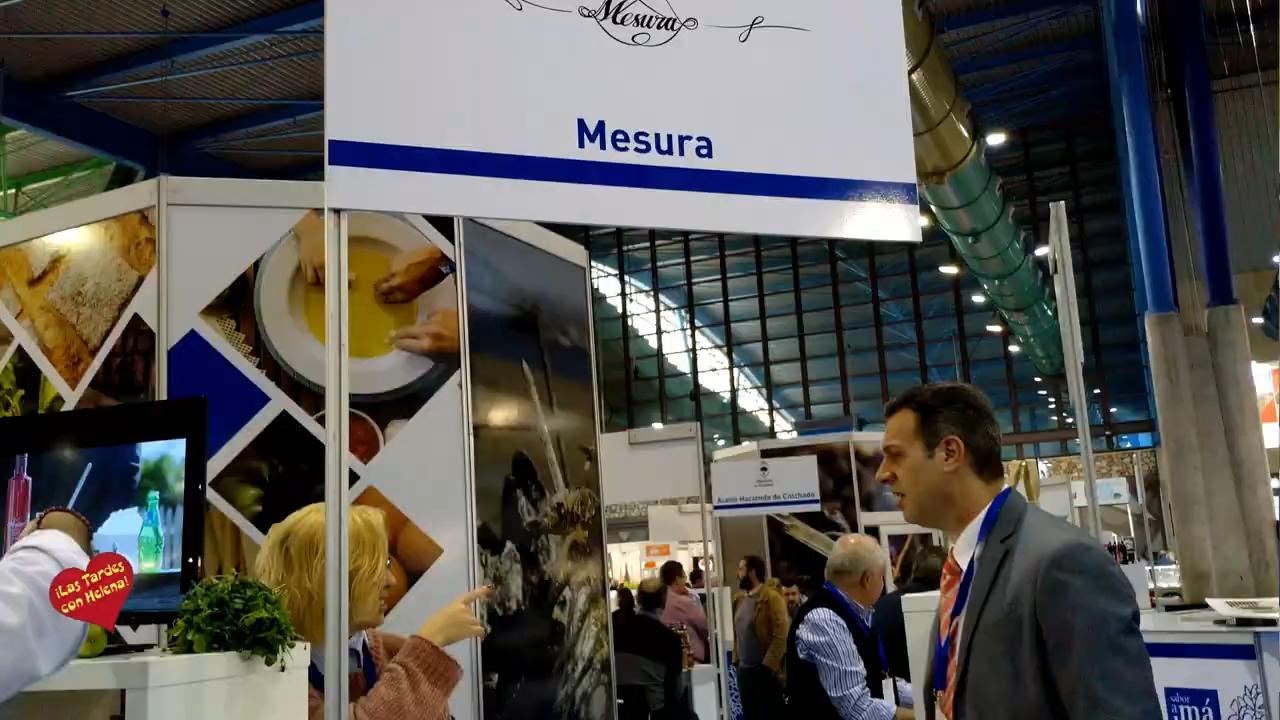 Mesura
Mesura
Aceite Hacienda de Colchado
¡Las Tardes
con Helena!
sabor
a má